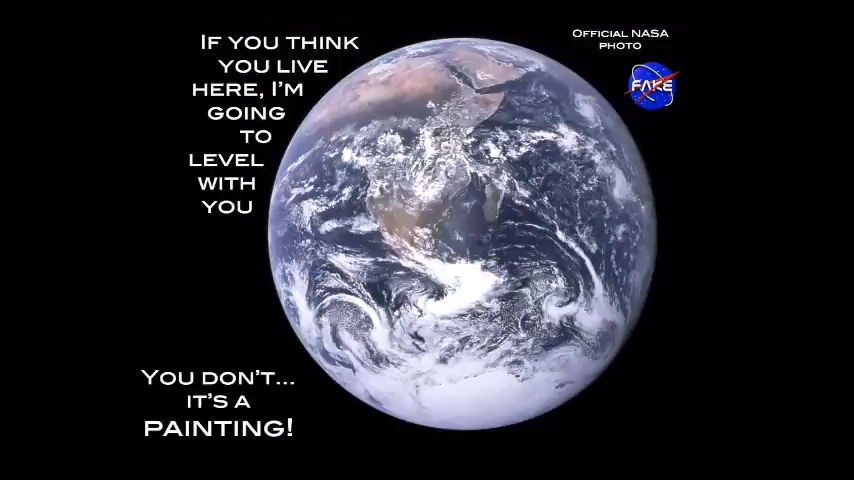 IF YOU THINK
YOU LIVE
HERE, I'M
GOING
TO
LEVEL
WITH
YOU
OFFICIAL NASA
PHOTO
FAKE
YOU DON'T...
IT'S A
PAINTING!